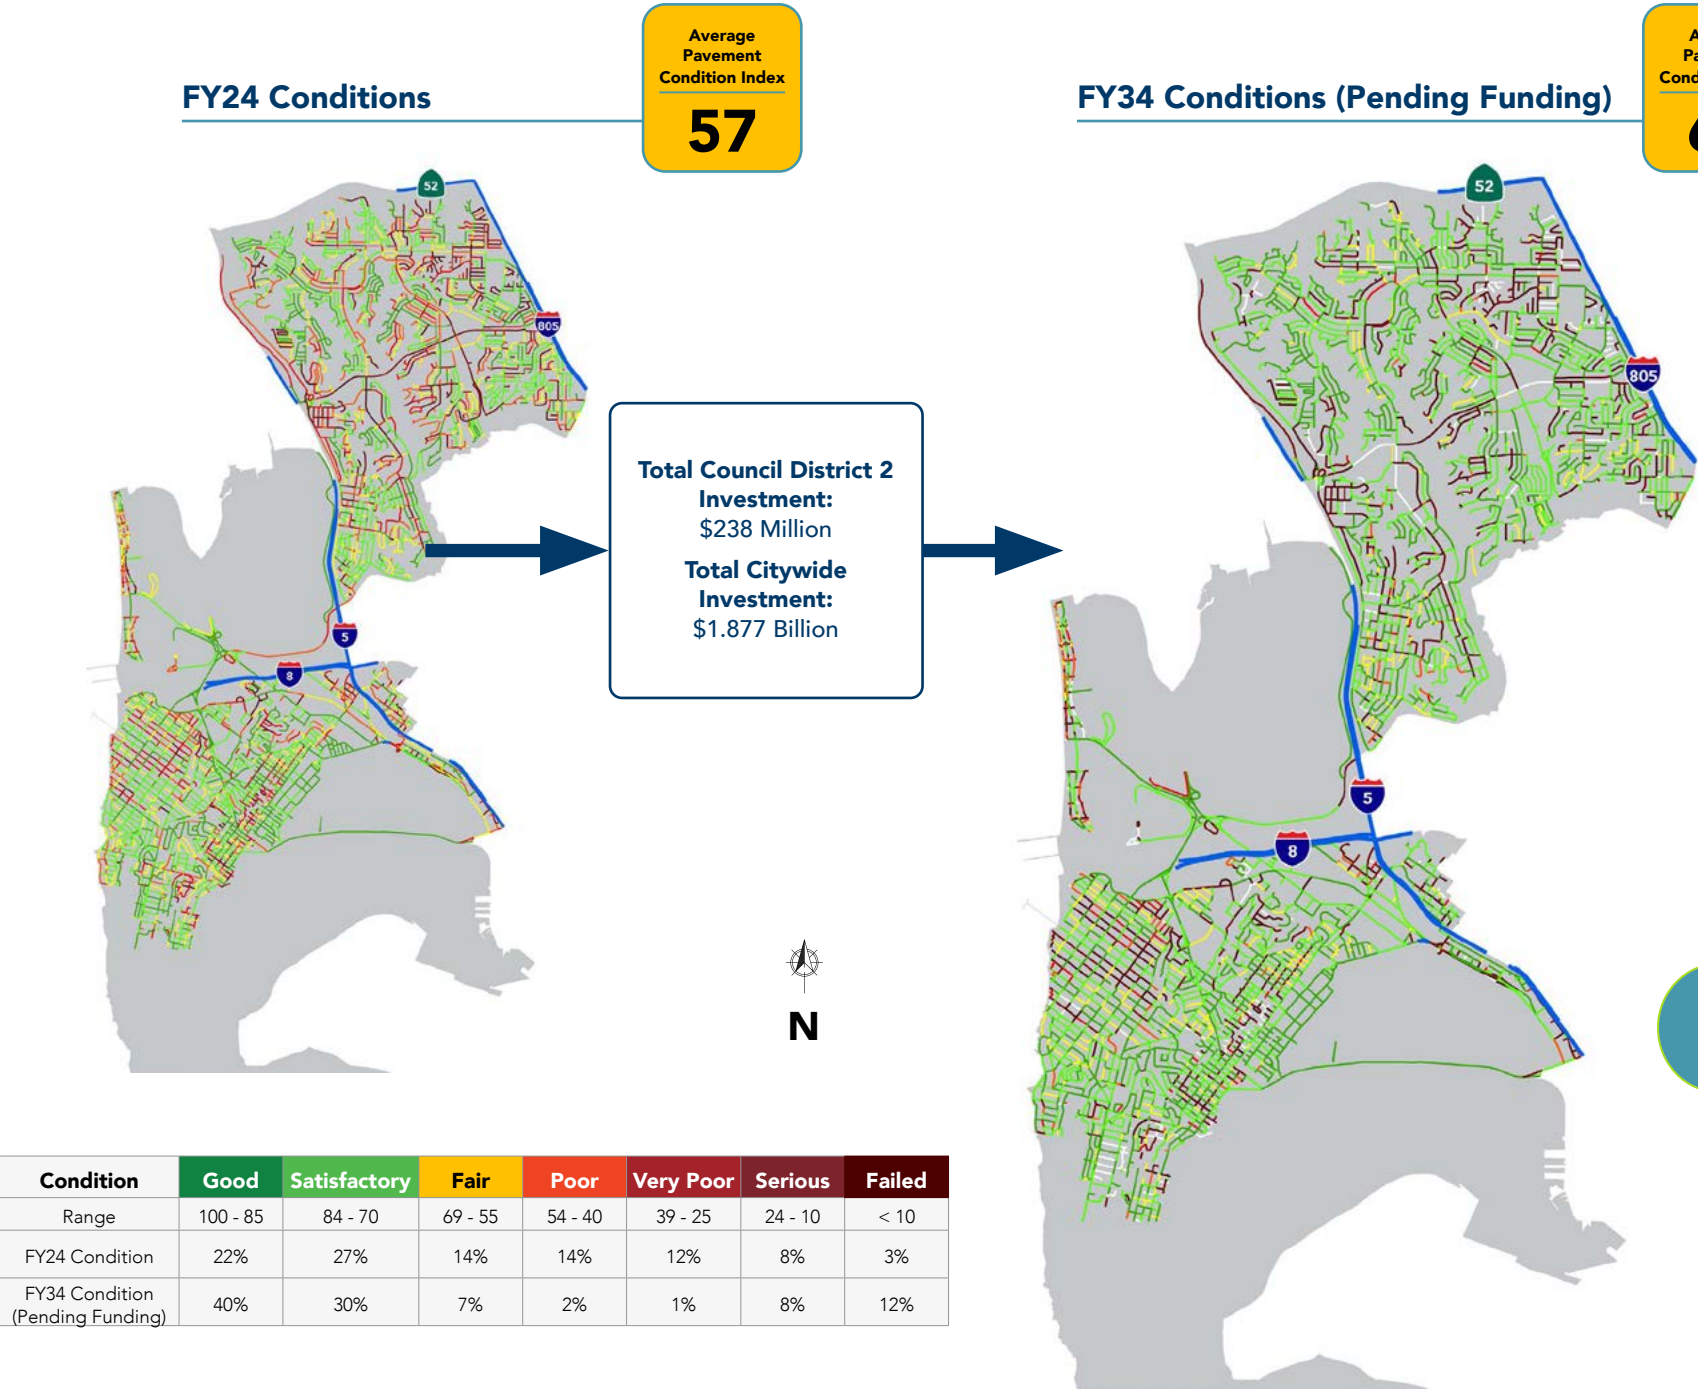 Average
Pavement
Condition Index
57
FY24 Conditions
FY34 Conditions (Pending Funding)
52
805
5
8
Total Council District 2
Investment:
$238 Million
Total Citywide
Investment:
$1.877 Billion
52
805
5
8
N
Condition Good Satisfactory Fair Poor Very Poor Serious Failed
Range 100 - 85 84 - 70 69 - 55 54 - 40 39 - 25 24 - 10 < 10
FY24 Condition 22% 27% 14% 14% 12% 8% 3%
FY34 Condition
(Pending Funding) 40% 30% 7% 2% 1% 8% 12%